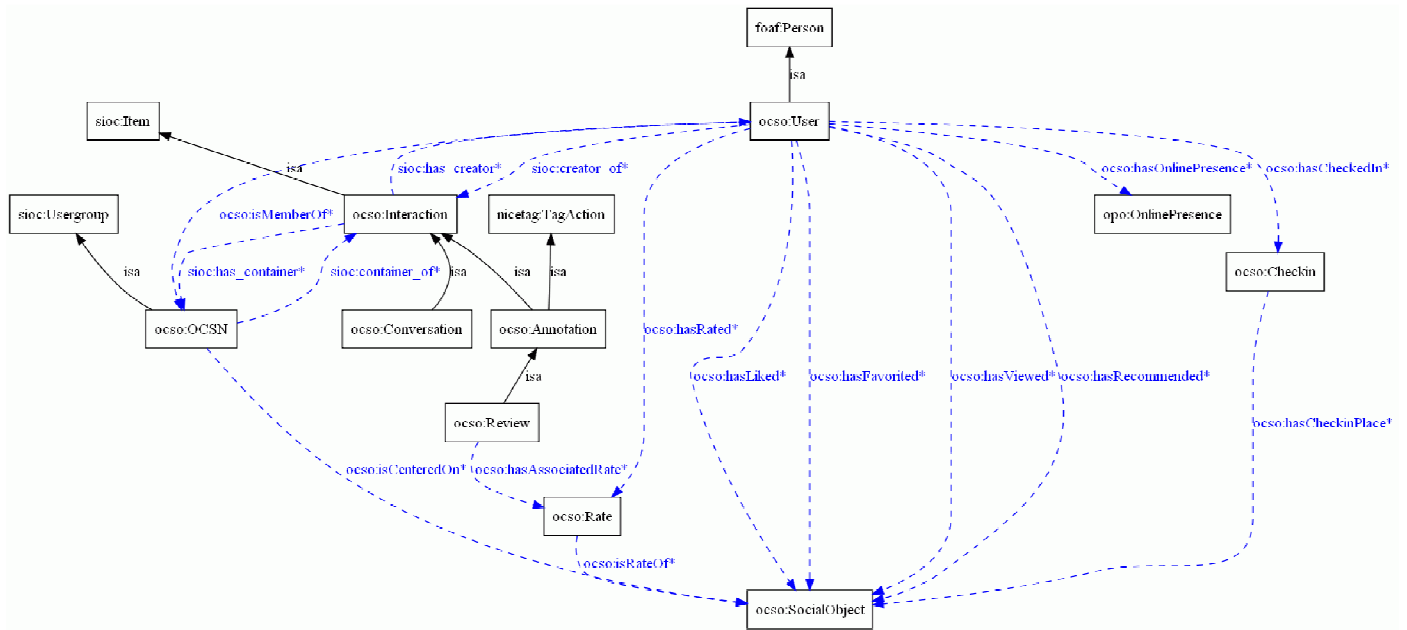 foaf:Person
isa
sioc:Item
ocso:User
isa
sioc:has_creator*
sioc:creator_of*
ocso:hasOnlinePresence*
ocso:hasCheckedIn*
sioc:Usergroup
ocso:isMemberOf*
ocso:Interaction
nicetag:TagAction
opo:OnlinePresence
isa
sioc:has_container*
sioc:container_of*
isa
isa
isa
ocso:Checkin
ocso:OCSN
ocso:Conversation
ocso:Annotation
ocso:hasRated*
isa
ocso:hasLiked*
ocso:hasFavorited*
ocso:hasViewed*
ocso:hasRecommended*
ocso:Review
ocso:hasCheckinPlace*
ocso:isCenteredOn*
ocso:hasAssociatedRate*
ocso:Rate
ocso:isRateOf*
ocso:SocialObject